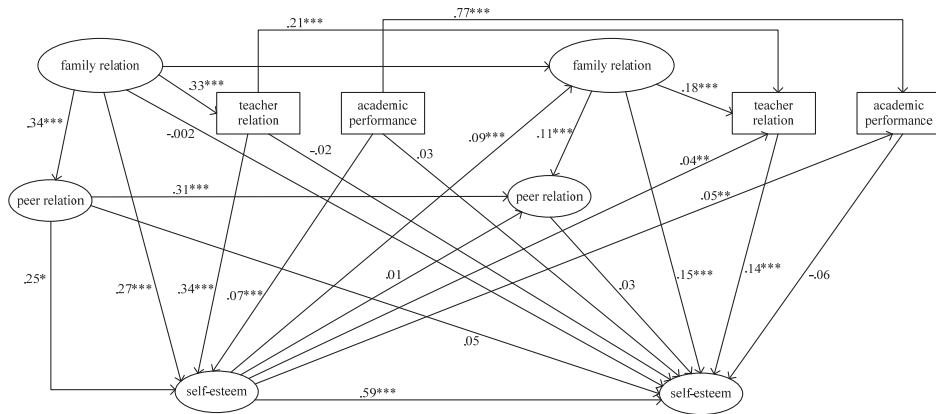 .77***
.21***
family relation
family relation
.33***
.18***
teacher
relation
academic
performance
teacher
relation
academic
performance
.34***
-.002
-.02
.03
.09***
.11***
.04**
.05**
peer relation
.31***
peer relation
.25*
.27***
.34***
.07***
.01
.03
.15***
.14***
-.06
.05
self-esteem
.59***
self-esteem